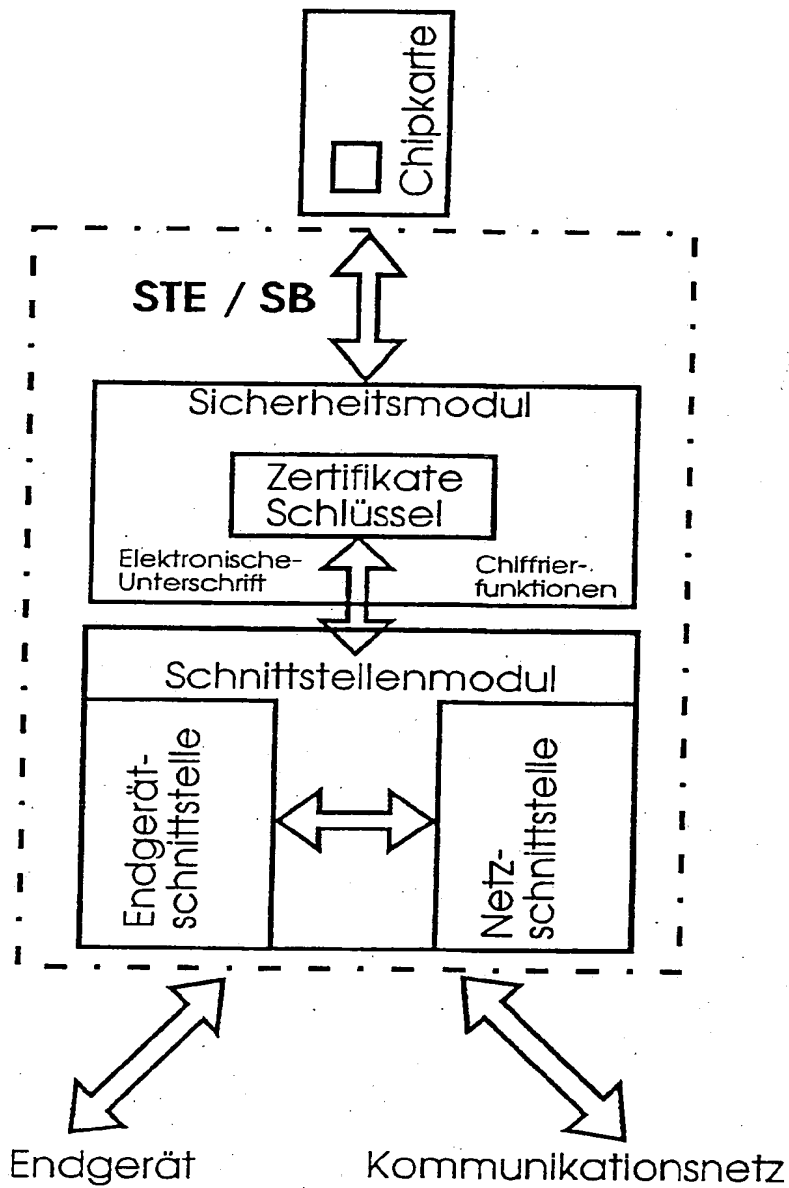 Chipkarte
STE / SB
Sicherheitsmodul
Zertifikate
Schlüssel
Elektronische-
Unterschrift
Chiffrier-
funktionen
Schnittstellenmodul
Endgerät-
schnittstelle
Netz-
schnittstelle
Endgerät
Kommunikationsnetz